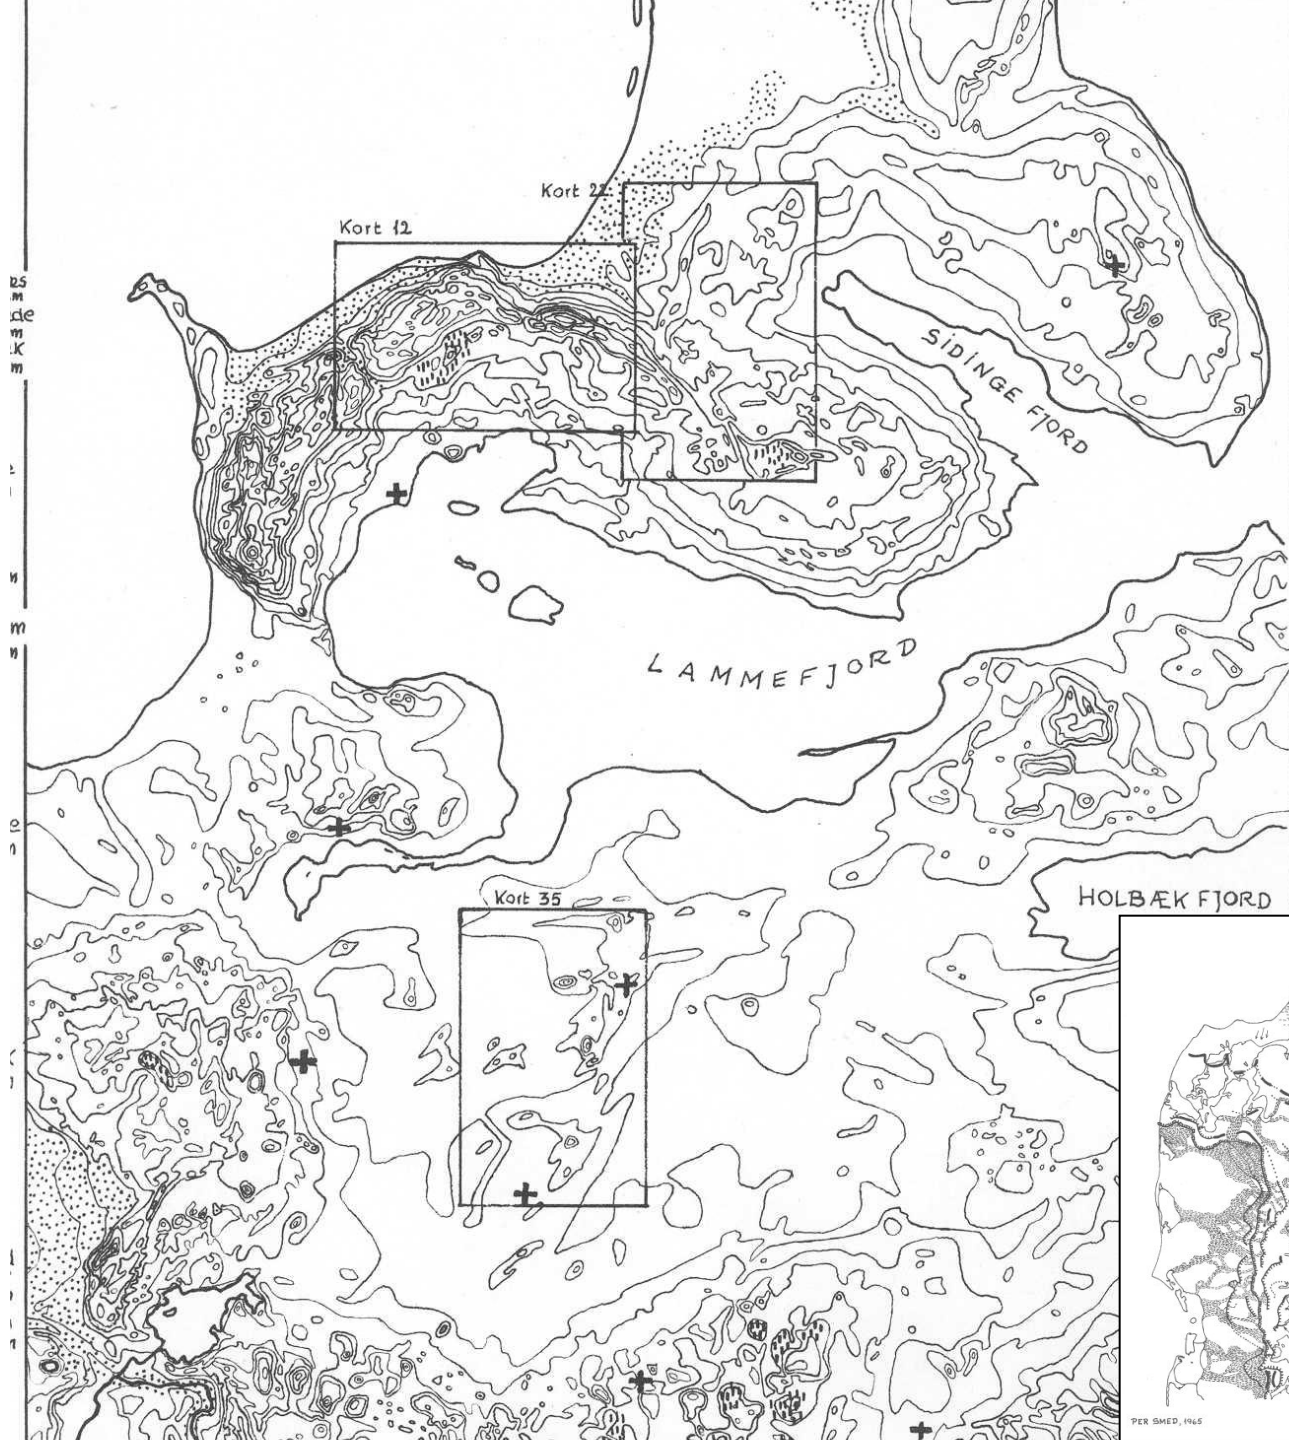 Kort 22
Kort 12
SIDINGE FJORD
LAMMEFJORD
Kort 35
HOLBÆK FJORD
PER SMED, 1965